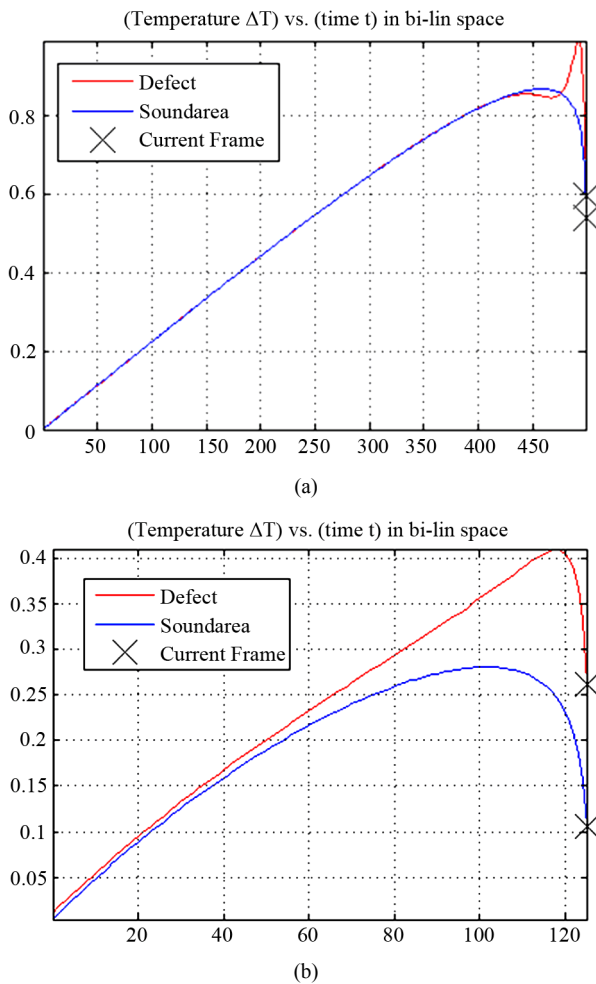 (Temperature ΔT) vs. (time t) in bi-lin space
Defect
Soundarea
Current Frame
0.8
0.6
0.4
0.2
0
50 100 150 200 250 300 350 400 450
(a)
(Temperature ΔT) vs. (time t) in bi-lin space
0.4
Defect
Soundarea
Current Frame
0.35
0.3
0.25
0.2
0.15
0.1
0.05
20 40 60 80 100 120
(b)